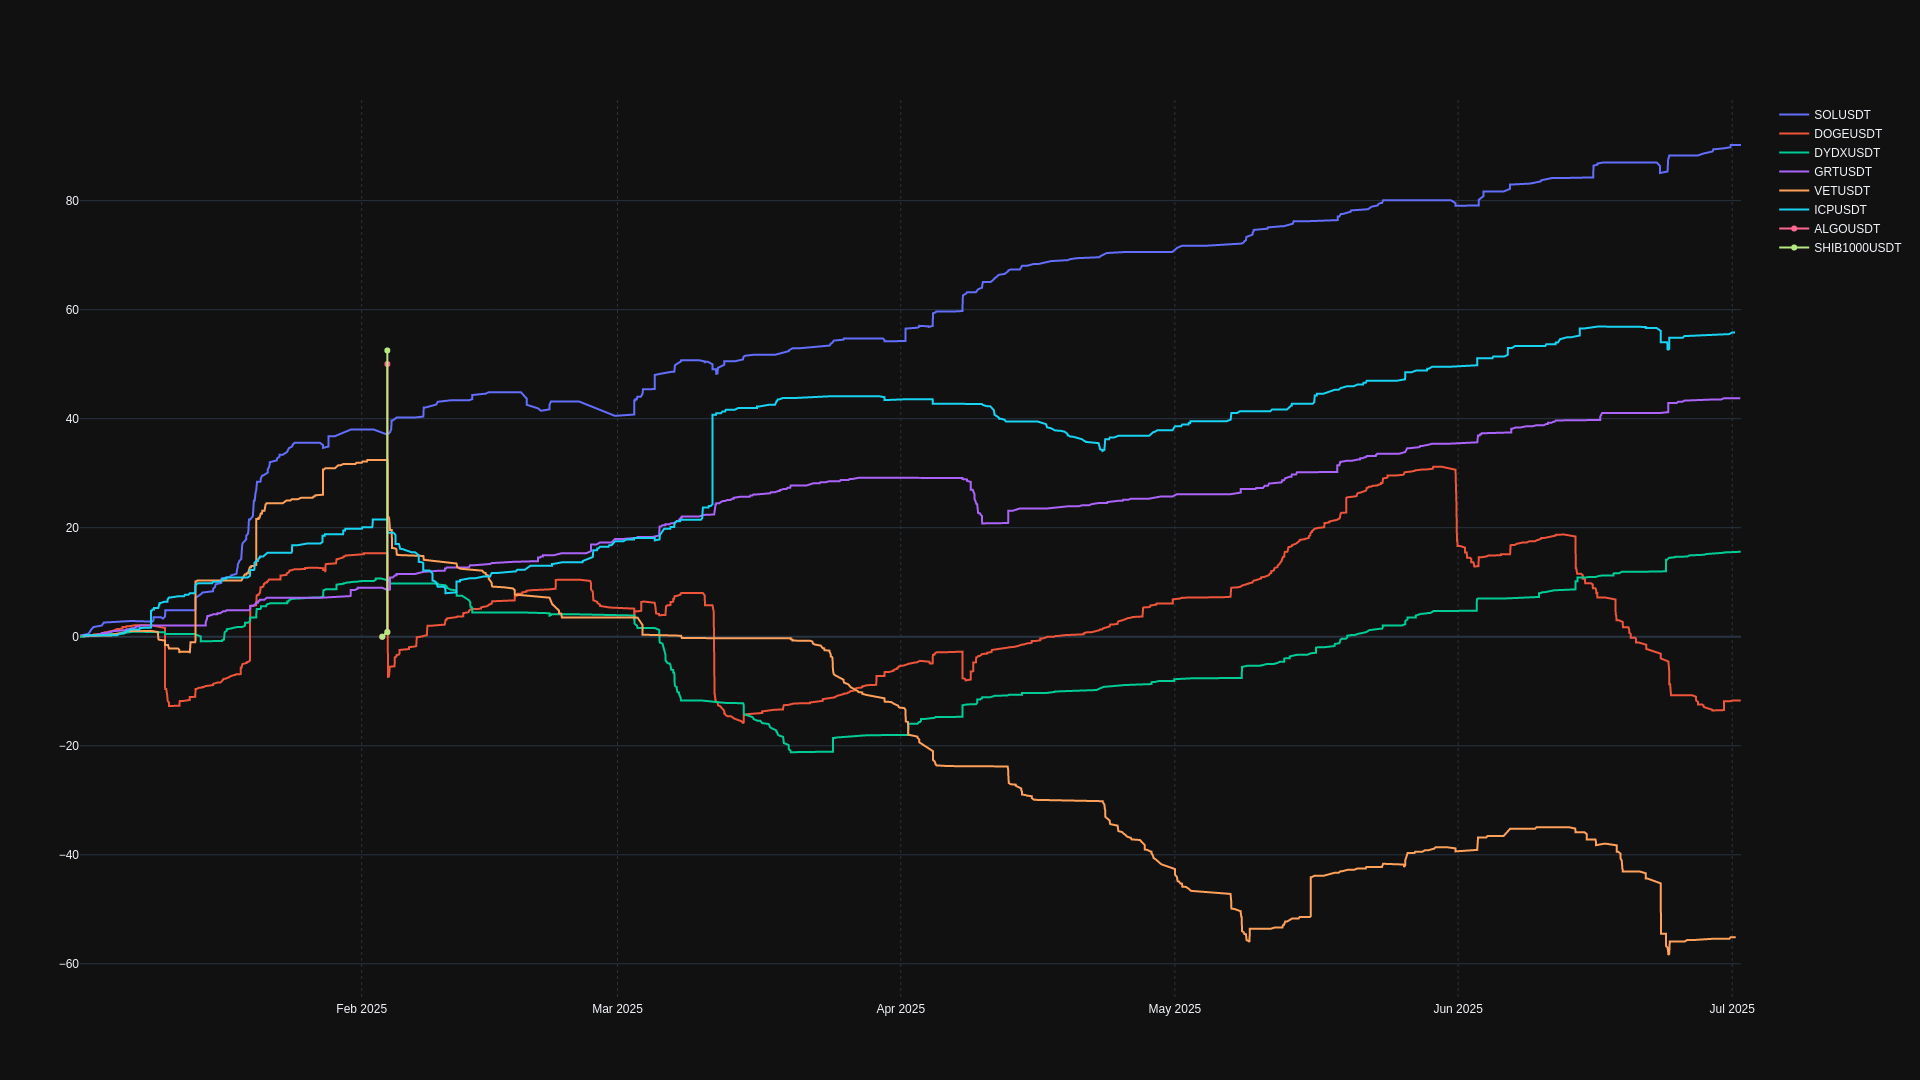 SOLUSDT
DOGEUSDT
DYDXUSDT
GRTUSDT
VETUSDT
ICPUSDT
ALGOUSDT
SHIB1000USDT
80
60
40
20
0
−20
−40
−60
Feb 2025
Mar 2025
Apr 2025
May 2025
Jun 2025
Jul 2025